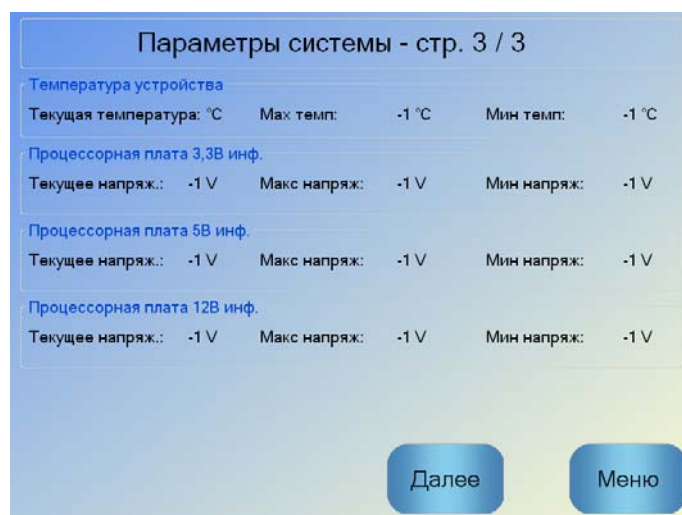 Параметры системы - стр. 3 / 3
Температура устройства
Текущая температура: °C Мах темп: -1 °C Мин темп: -1 °C
Процессорная плата 3,3В инф.
Текущее напряж.: -1 V Макс напряж: -1 V Мин напряж: -1 V
Процессорная плата 5В инф.
Текущее напряж.: -1 V Макс напряж: -1 V Мин напряж: -1 V
Процессорная плата 12В инф.
Текущее напряж.: -1 V Макс напряж: -1 V Мин напряж: -1 V
Далее Меню